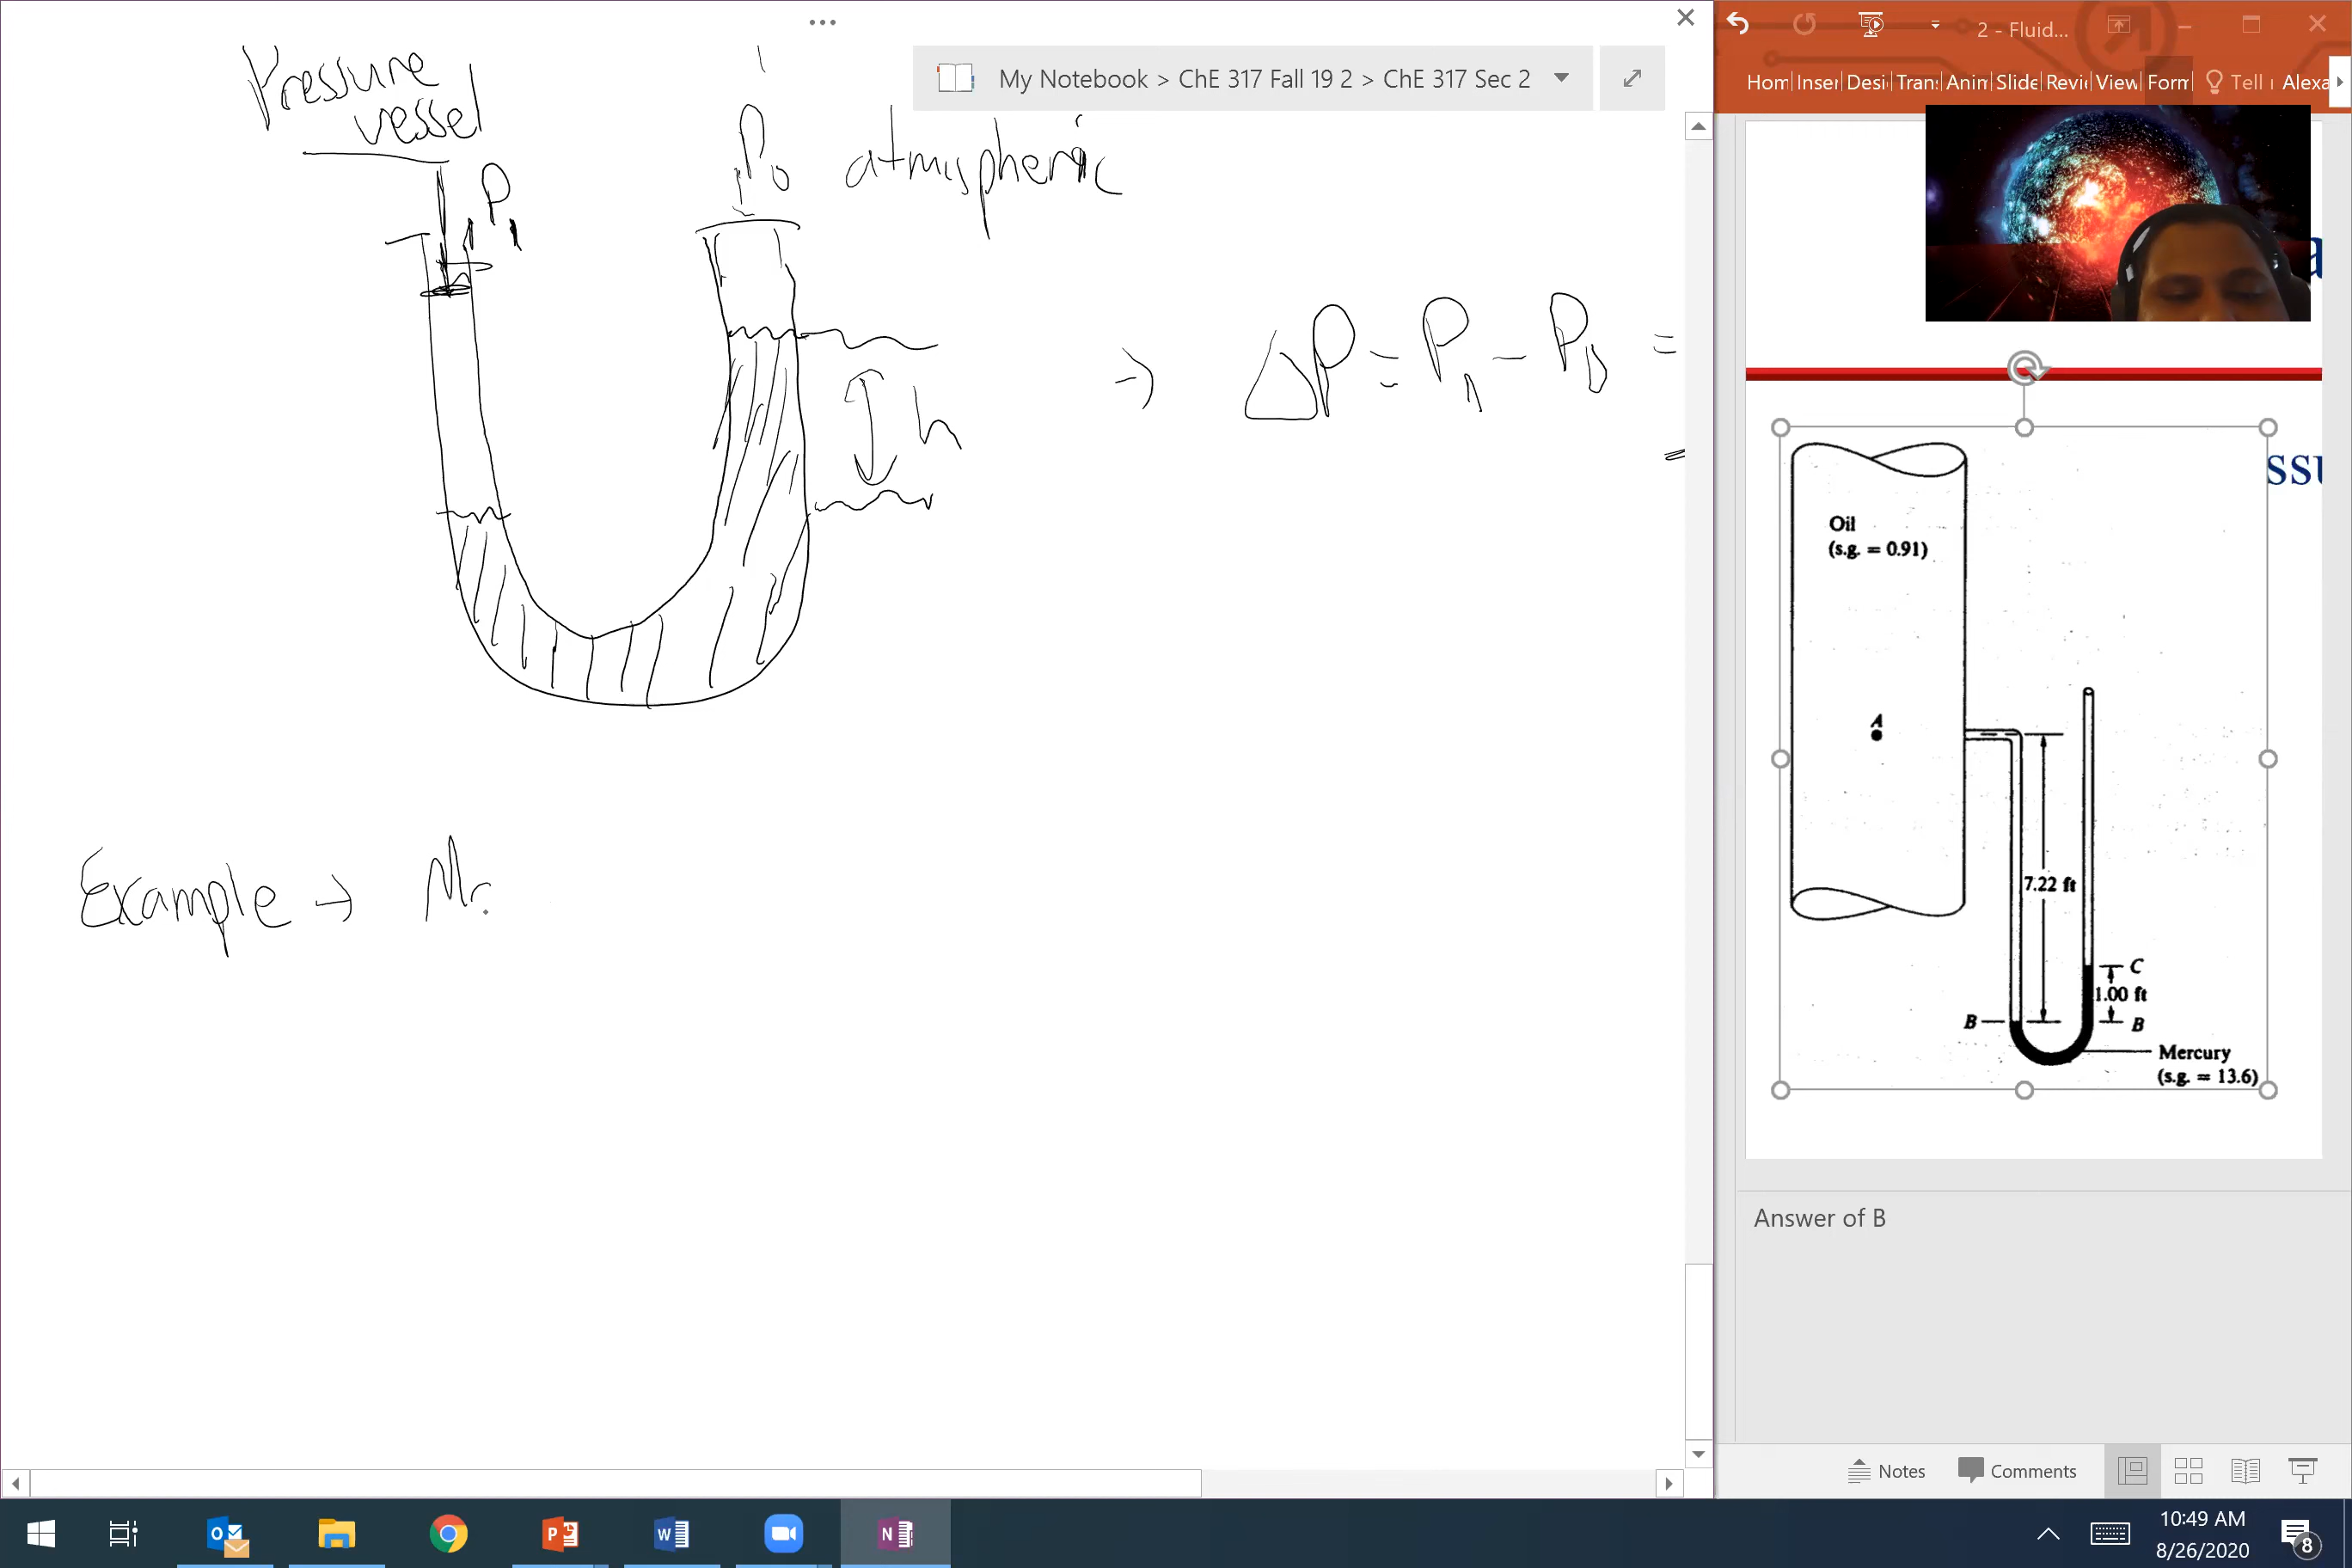 Pressure
vessel
P₁
P₀ atmospheric
h
→ ΔP = P₁ - P₀ =
=
Example →
My Notebook > ChE 317 Fall 19 2 > ChE 317 Sec 2
2 - Fluid...
Hom Inser Desi Tran: Anin Slide Revi View Forr Tell Alexa
ssu
Oil
(s.g. = 0.91)
A
7.22 ft
C
1.00 ft
B
B
Mercury
(s.g. = 13.6)
Answer of B
Notes Comments
10:49 AM
8/26/2020
8